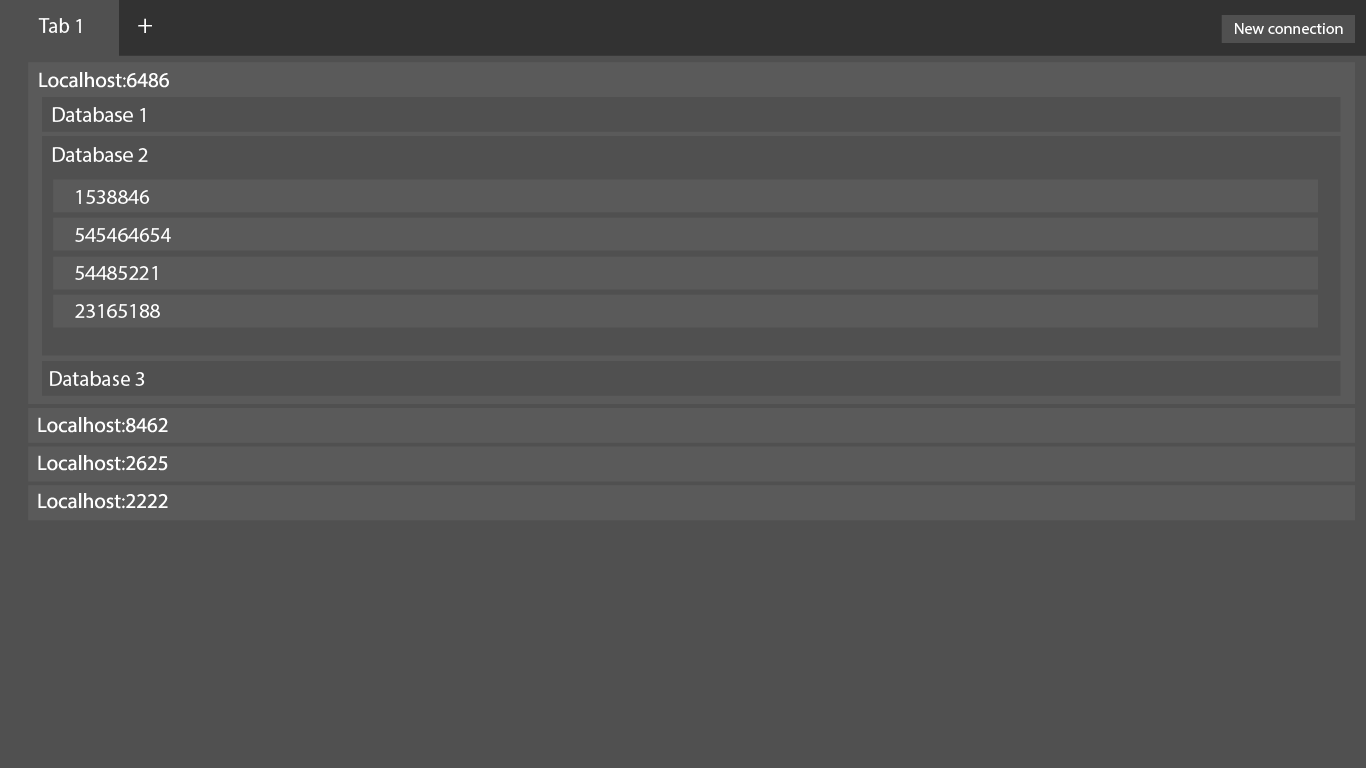 Tab 1 +
New connection
Localhost:6486
Database 1
Database 2
1538846
545464654
54485221
23165188
Database 3
Localhost:8462
Localhost:2625
Localhost:2222